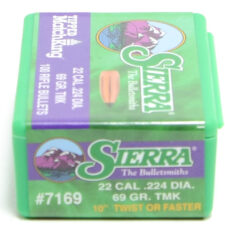 TIPPED
MatchKing
22 CAL. .224 DIA.
69 GR. TMK
100 RIFLE BULLETS
SIERRA
The Bulletsmiths
SIERRA
The Bulletsmiths
#7169
22 CAL .224 DIA.
69 GR. TMK
10" TWIST OR FASTER